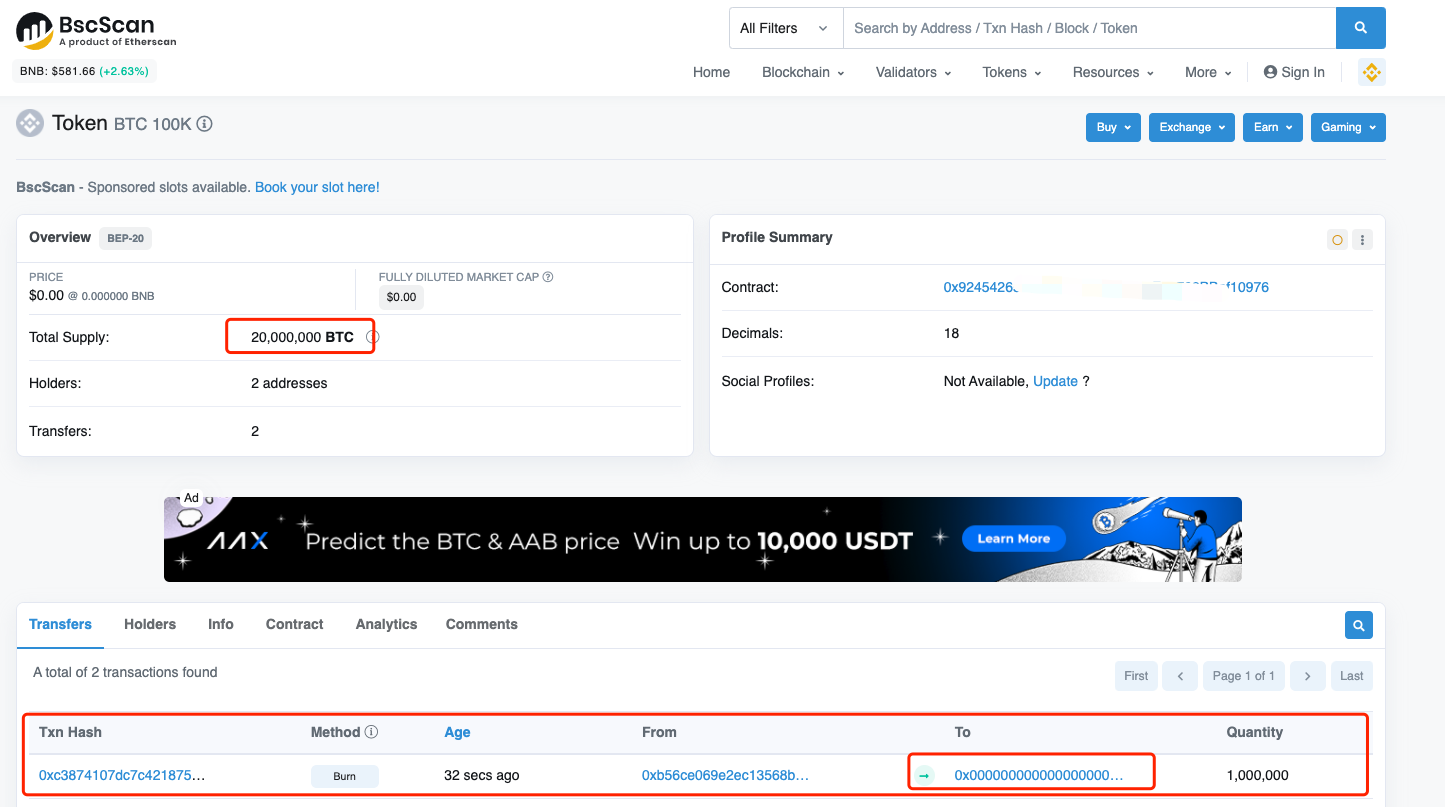 BscScan
A product of Etherscan
All Filters
Search by Address / Txn Hash / Block / Token
BNB: $581.66 (+2.63%)
Home Blockchain Validators Tokens Resources More Sign In
Token BTC 100K
Buy Exchange Earn Gaming
BscScan - Sponsored slots available. Book your slot here!
Overview BEP-20
PRICE
$0.00 @ 0.000000 BNB
FULLY DILUTED MARKET CAP
$0.00
Total Supply: 20,000,000 BTC
Holders: 2 addresses
Transfers: 2
Profile Summary
Contract: 0x9245426 f10976
Decimals: 18
Social Profiles: Not Available, Update ?
Ad
AAX Predict the BTC & AAB price Win up to 10,000 USDT Learn More
Transfers Holders Info Contract Analytics Comments
A total of 2 transactions found
First Page 1 of 1 Last
Txn Hash Method Age From To Quantity
0xc3874107dc7c421875... Burn 32 secs ago 0xb56ce069e2ec13568b... 0x000000000000000000... 1,000,000